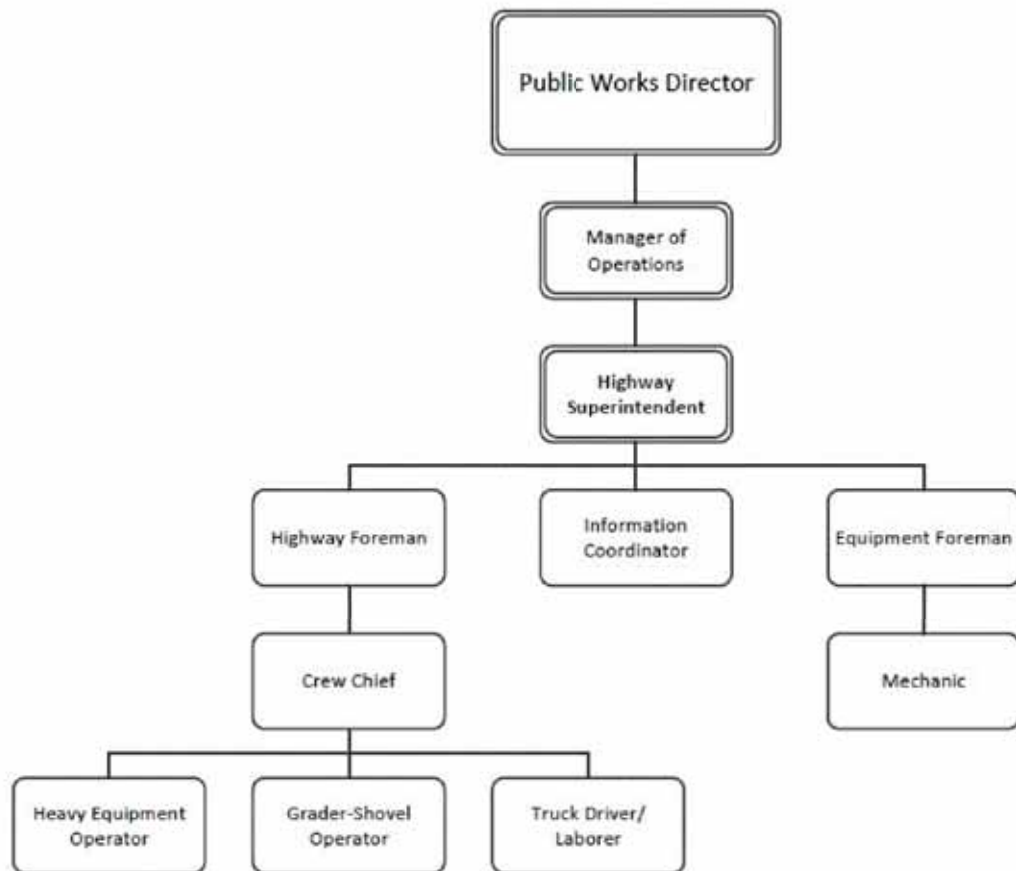 Public Works Director
Manager of
Operations
Highway
Superintendent
Highway Foreman
Information
Coordinator
Equipment Foreman
Crew Chief
Mechanic
Heavy Equipment
Operator
Grader-Shovel
Operator
Truck Driver/
Laborer